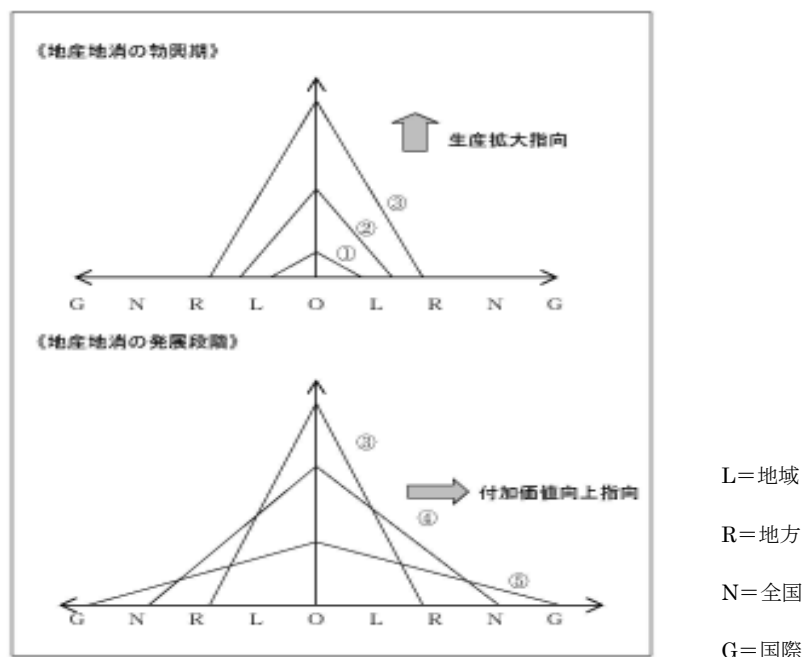 《地産地消の勃興期》
生産拡大指向
③
②
①
G N R L O L R N G
《地産地消の発展段階》
③
付加価値向上指向
④
⑤
G N R L O L R N G
L＝地域
R＝地方
N＝全国
G＝国際